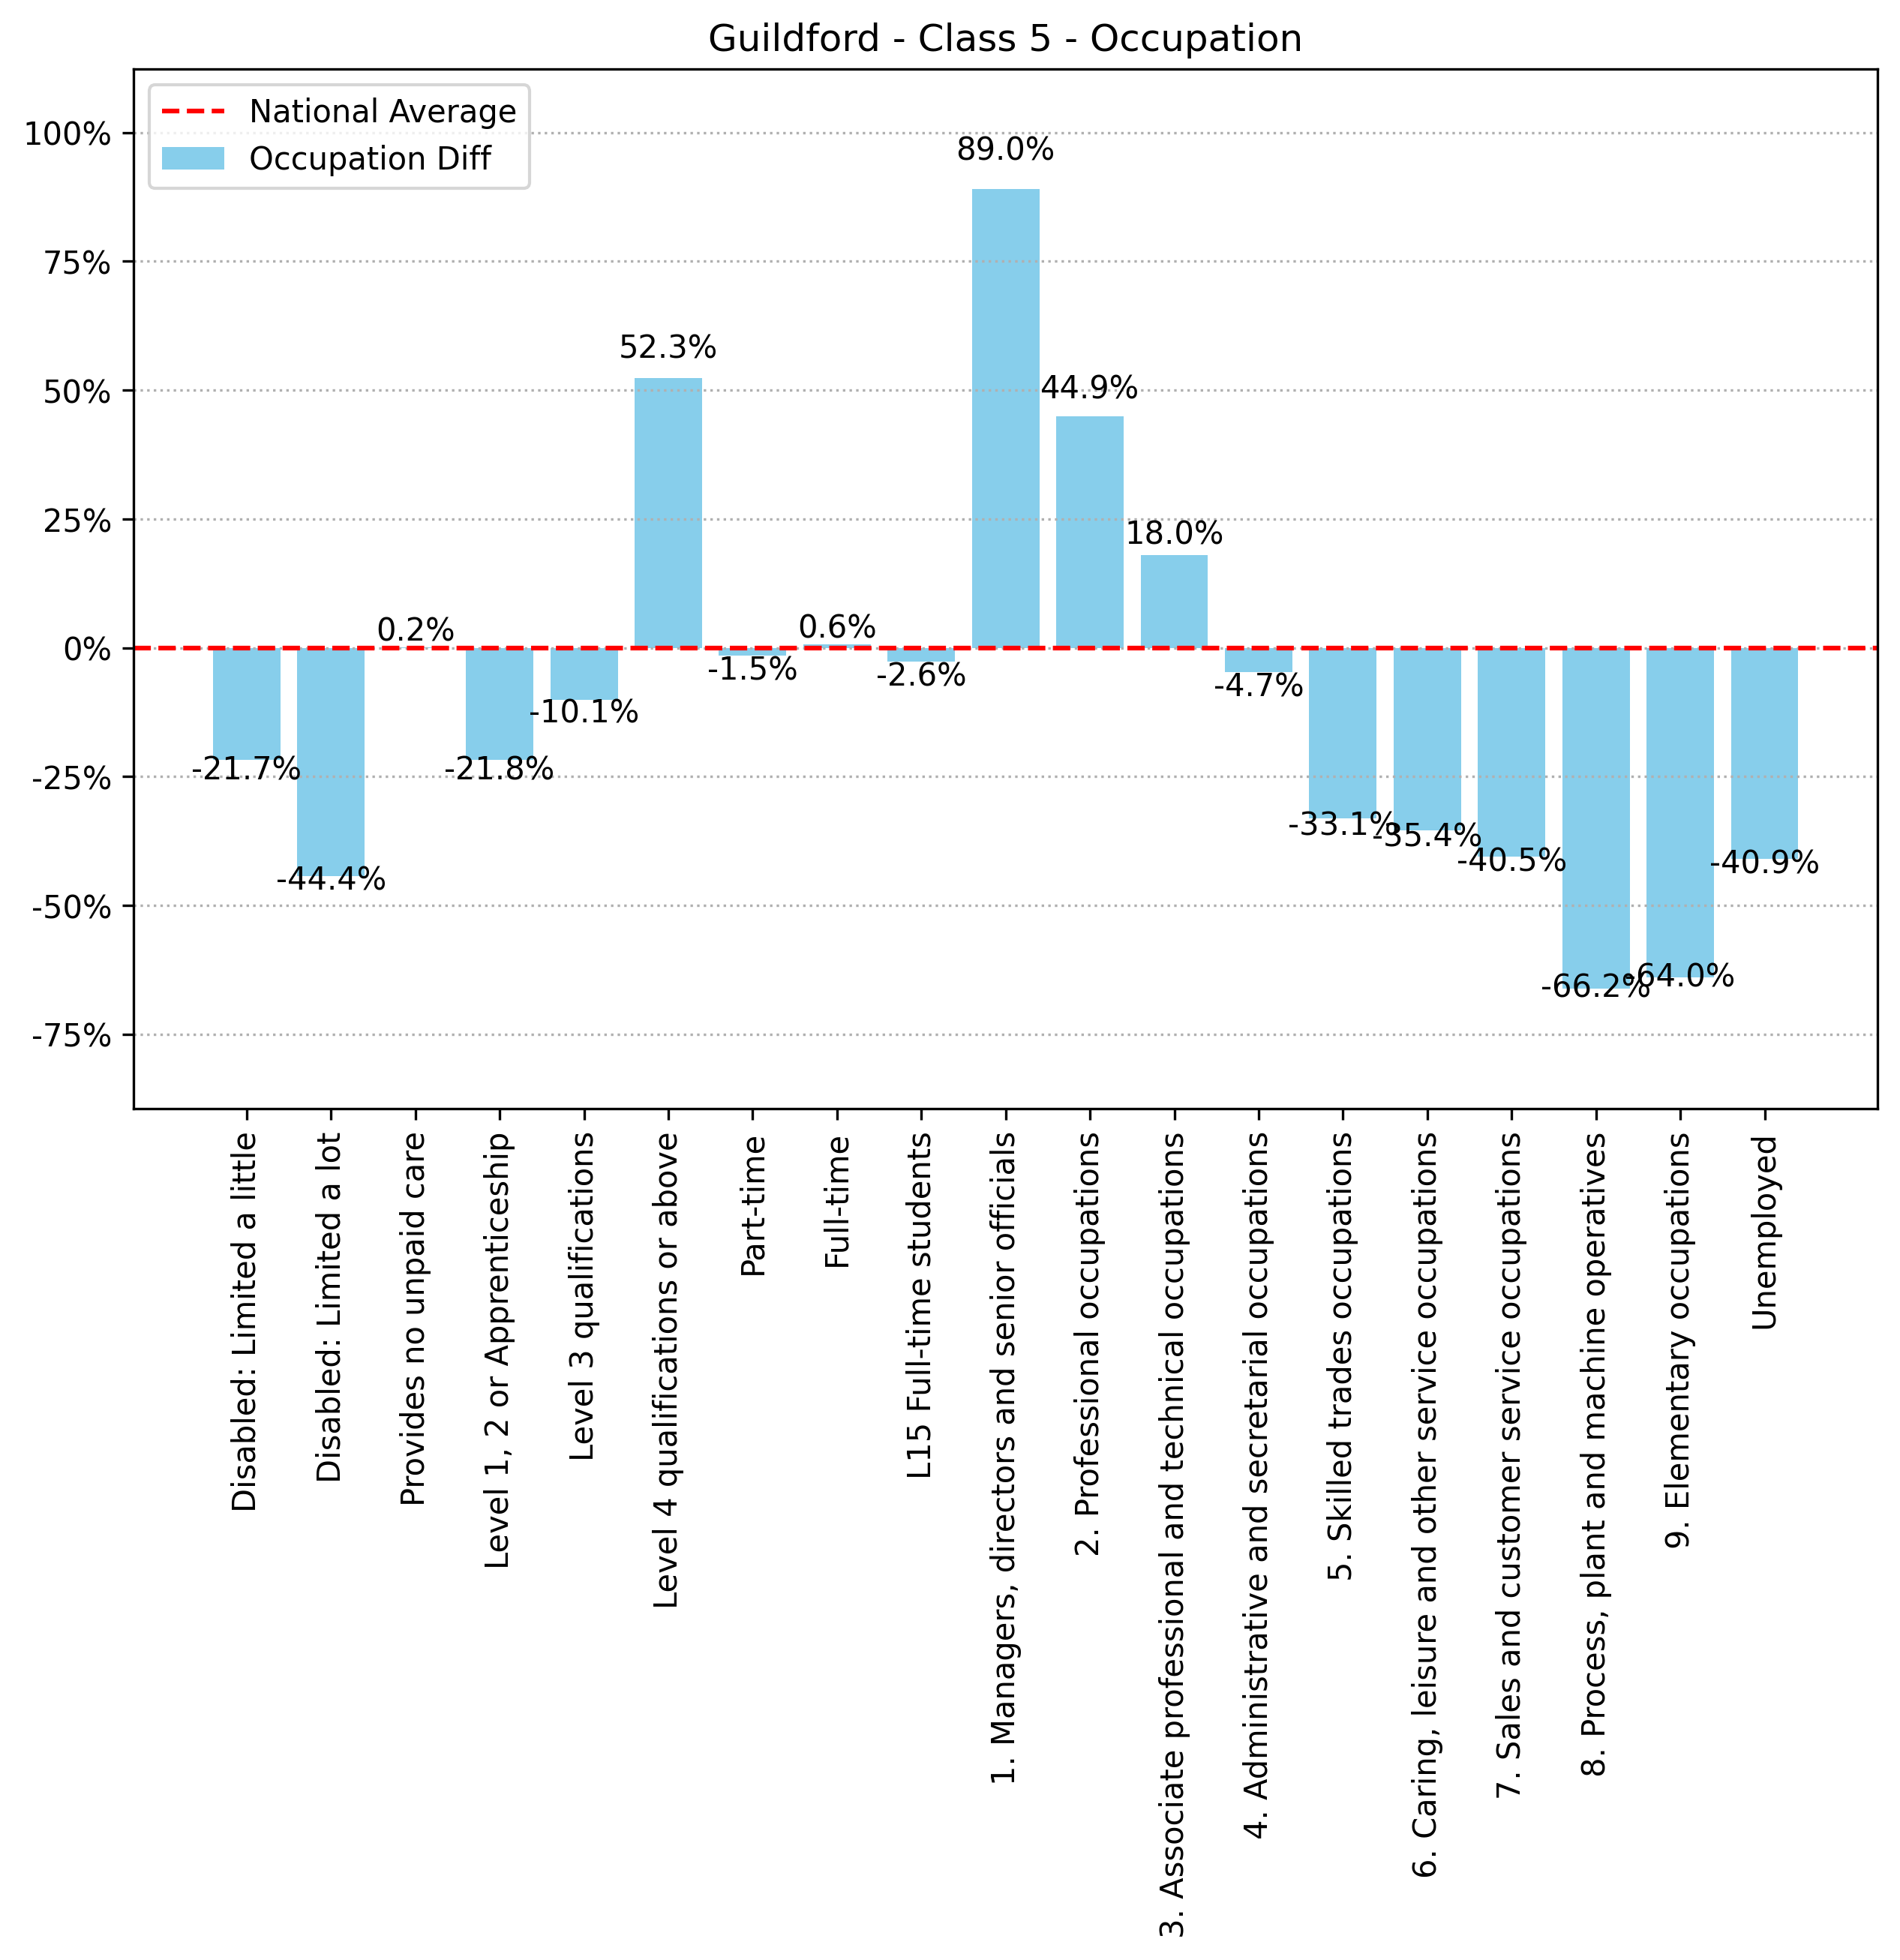 Guildford - Class 5 - Occupation
National Average
Occupation Diff
100%
75%
50%
25%
0%
-25%
-50%
-75%
-21.7%
-44.4%
0.2%
-21.8%
-10.1%
52.3%
-1.5%
0.6%
-2.6%
89.0%
44.9%
18.0%
-4.7%
-33.1%
-35.4%
-40.5%
-66.2%
-64.0%
-40.9%
Disabled: Limited a little
Disabled: Limited a lot
Provides no unpaid care
Level 1, 2 or Apprenticeship
Level 3 qualifications
Level 4 qualifications or above
Part-time
Full-time
L15 Full-time students
1. Managers, directors and senior officials
2. Professional occupations
3. Associate professional and technical occupations
4. Administrative and secretarial occupations
5. Skilled trades occupations
6. Caring, leisure and other service occupations
7. Sales and customer service occupations
8. Process, plant and machine operatives
9. Elementary occupations
Unemployed